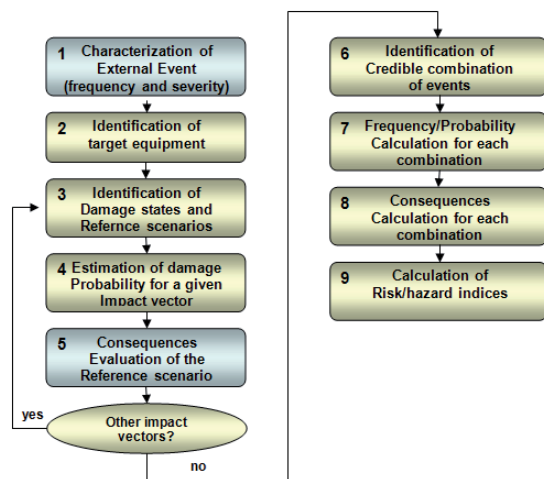 1 Characterization of
External Event
(frequency and severity)
2 Identification of
target equipment
3 Identification of
Damage states and
Refernce scenarios
4 Estimation of damage
Probability for a given
Impact vector
5 Consequences
Evaluation of the
Reference scenario
Other impact
vectors?
yes
no
6 Identification of
Credible combination
of events
7 Frequency/Probability
Calculation for each
combination
8 Consequences
Calculation for each
combination
9 Calculation of
Risk/hazard indices